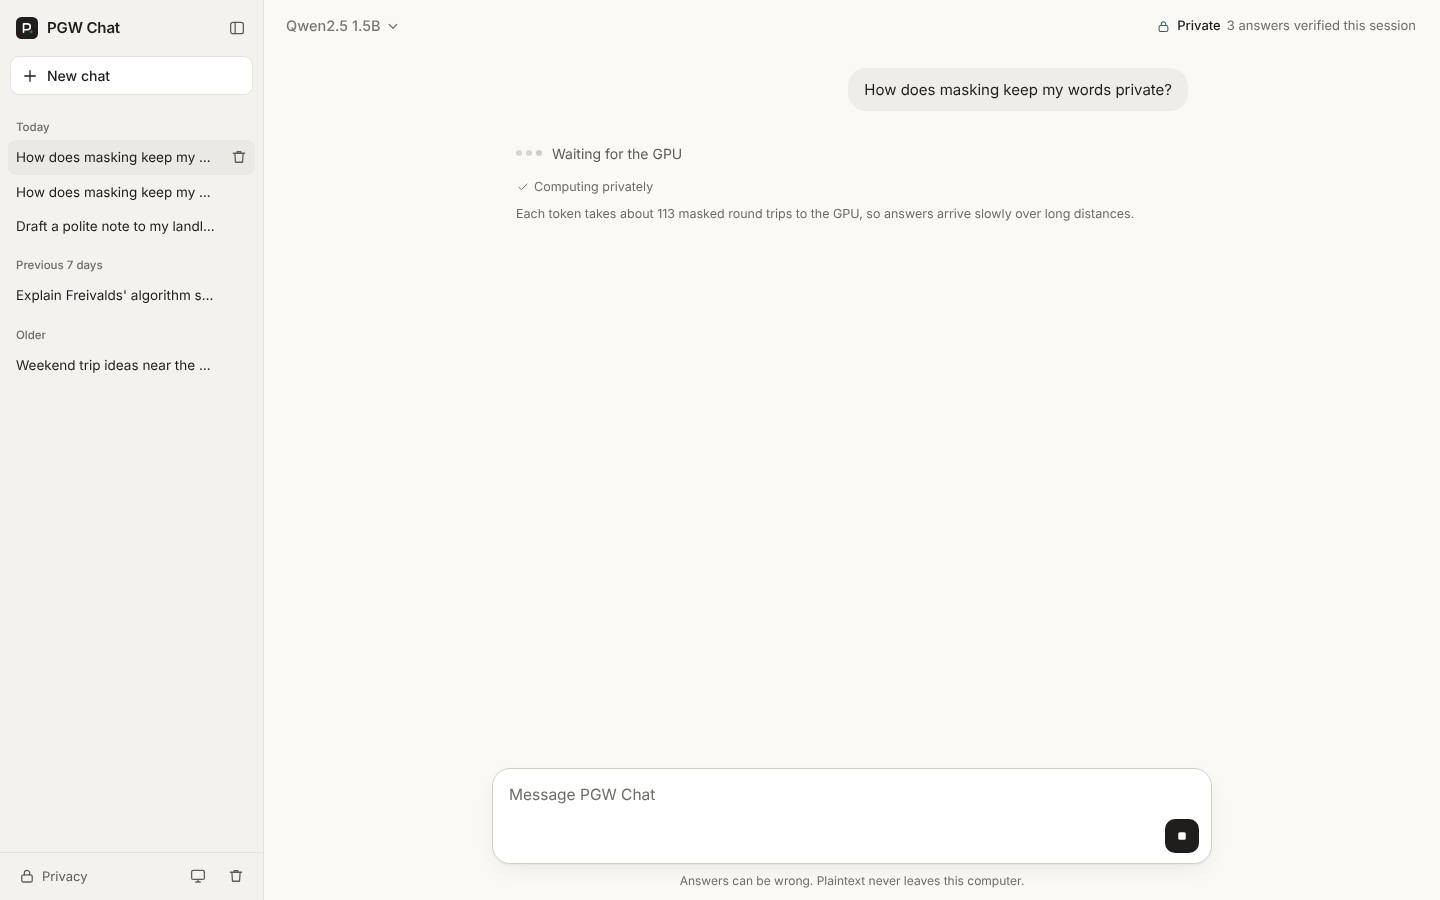 PGW Chat
New chat
Today
How does masking keep my ...
How does masking keep my ...
Draft a polite note to my landl...
Previous 7 days
Explain Freivalds' algorithm s...
Older
Weekend trip ideas near the ...
Privacy
Qwen2.5 1.5B
Private 3 answers verified this session
How does masking keep my words private?
Waiting for the GPU
Computing privately
Each token takes about 113 masked round trips to the GPU, so answers arrive slowly over long distances.
Message PGW Chat
Answers can be wrong. Plaintext never leaves this computer.